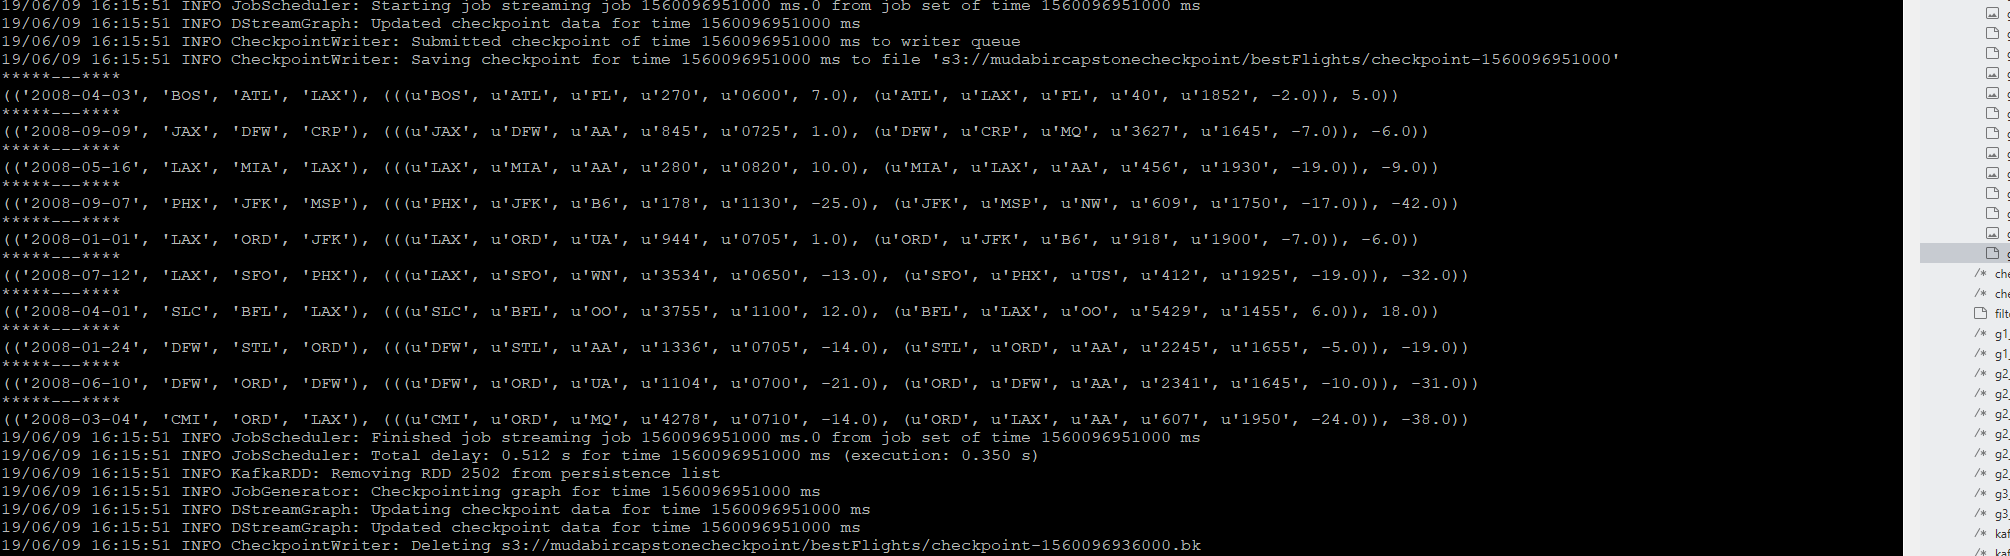 19/06/09 16:15:51 INFO JobScheduler: Starting job streaming job 1560096951000 ms.0 from job set of time 1560096951000 ms
19/06/09 16:15:51 INFO DStreamGraph: Updated checkpoint data for time 1560096951000 ms
19/06/09 16:15:51 INFO CheckpointWriter: Submitted checkpoint of time 1560096951000 ms to writer queue
19/06/09 16:15:51 INFO CheckpointWriter: Saving checkpoint for time 1560096951000 ms to file 's3://mudabircapstonecheckpoint/bestFlights/checkpoint-1560096951000'
*****---****
(('2008-04-03', 'BOS', 'ATL', 'LAX'), (((u'BOS', u'ATL', u'FL', u'270', u'0600', 7.0), (u'ATL', u'LAX', u'FL', u'40', u'1852', -2.0)), 5.0))
*****---****
(('2008-09-09', 'JAX', 'DFW', 'CRP'), (((u'JAX', u'DFW', u'AA', u'845', u'0725', 1.0), (u'DFW', u'CRP', u'MQ', u'3627', u'1645', -7.0)), -6.0))
*****---****
(('2008-05-16', 'LAX', 'MIA', 'LAX'), (((u'LAX', u'MIA', u'AA', u'280', u'0820', 10.0), (u'MIA', u'LAX', u'AA', u'456', u'1930', -19.0)), -9.0))
*****---****
(('2008-09-07', 'PHX', 'JFK', 'MSP'), (((u'PHX', u'JFK', u'B6', u'178', u'1130', -25.0), (u'JFK', u'MSP', u'NW', u'609', u'1750', -17.0)), -42.0))
*****---****
(('2008-01-01', 'LAX', 'ORD', 'JFK'), (((u'LAX', u'ORD', u'UA', u'944', u'0705', 1.0), (u'ORD', u'JFK', u'B6', u'918', u'1900', -7.0)), -6.0))
*****---****
(('2008-07-12', 'LAX', 'SFO', 'PHX'), (((u'LAX', u'SFO', u'WN', u'3534', u'0650', -13.0), (u'SFO', u'PHX', u'US', u'412', u'1925', -19.0)), -32.0))
*****---****
(('2008-04-01', 'SLC', 'BFL', 'LAX'), (((u'SLC', u'BFL', u'OO', u'3755', u'1100', 12.0), (u'BFL', u'LAX', u'OO', u'5429', u'1455', 6.0)), 18.0))
*****---****
(('2008-01-24', 'DFW', 'STL', 'ORD'), (((u'DFW', u'STL', u'AA', u'1336', u'0705', -14.0), (u'STL', u'ORD', u'AA', u'2245', u'1655', -5.0)), -19.0))
*****---****
(('2008-06-10', 'DFW', 'ORD', 'DFW'), (((u'DFW', u'ORD', u'UA', u'1104', u'0700', -21.0), (u'ORD', u'DFW', u'AA', u'2341', u'1645', -10.0)), -31.0))
*****---****
(('2008-03-04', 'CMI', 'ORD', 'LAX'), (((u'CMI', u'ORD', u'MQ', u'4278', u'0710', -14.0), (u'ORD', u'LAX', u'AA', u'607', u'1950', -24.0)), -38.0))
19/06/09 16:15:51 INFO JobScheduler: Finished job streaming job 1560096951000 ms.0 from job set of time 1560096951000 ms
19/06/09 16:15:51 INFO JobScheduler: Total delay: 0.512 s for time 1560096951000 ms (execution: 0.350 s)
19/06/09 16:15:51 INFO KafkaRDD: Removing RDD 2502 from persistence list
19/06/09 16:15:51 INFO JobGenerator: Checkpointing graph for time 1560096951000 ms
19/06/09 16:15:51 INFO DStreamGraph: Updating checkpoint data for time 1560096951000 ms
19/06/09 16:15:51 INFO DStreamGraph: Updated checkpoint data for time 1560096951000 ms
19/06/09 16:15:51 INFO CheckpointWriter: Deleting s3://mudabircapstonecheckpoint/bestFlights/checkpoint-1560096936000.bk
/* che
/* che
filt
/* g1_
/* g1_
/* g2_
/* g2_
/* g2_
/* g2_
/* g2_
/* g2_
/* g3_
/* g3_
/* kaf
/* kaf